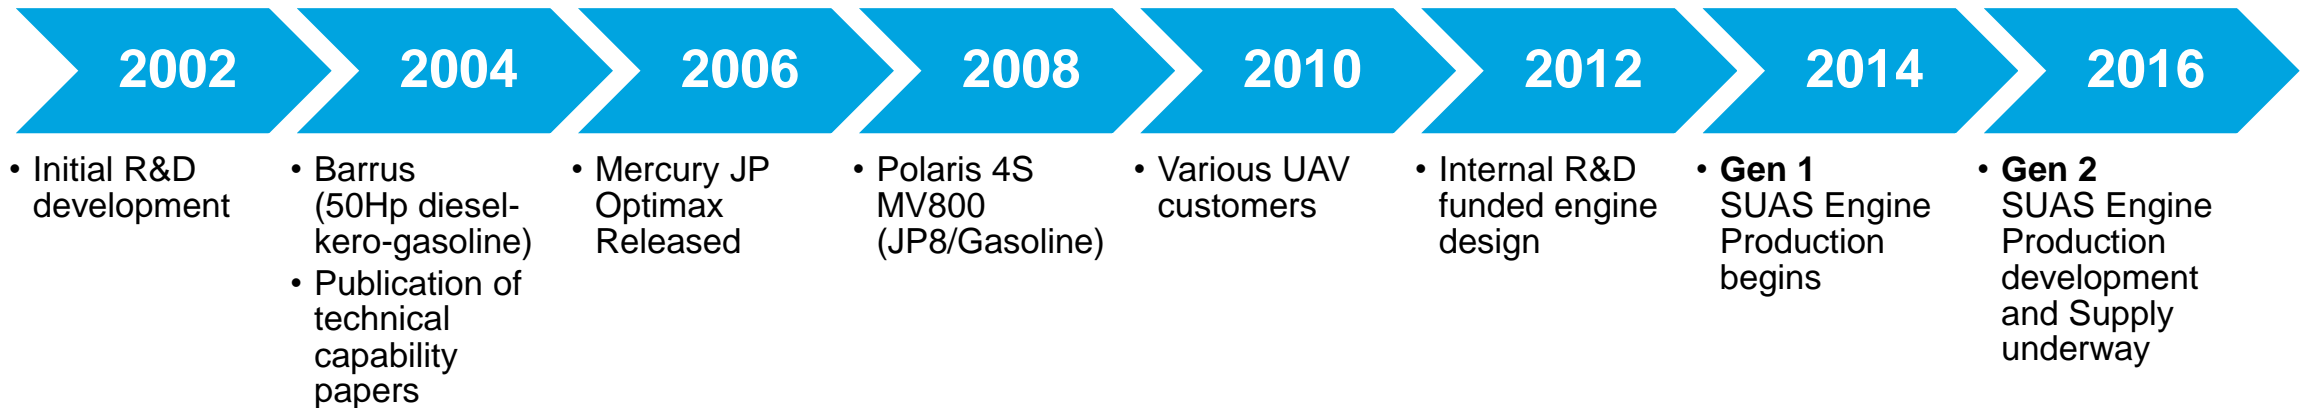 2002
2004
2006
2008
2010
2012
2014
2016
• Initial R&D
development
• Barrus
(50Hp diesel-
kero-gasoline)
• Publication of
technical
capability
papers
• Mercury JP
Optimax
Released
• Polaris 4S
MV800
(JP8/Gasoline)
• Various UAV
customers
• Internal R&D
funded engine
design
• Gen 1
SUAS Engine
Production
begins
• Gen 2
SUAS Engine
Production
development
and Supply
underway